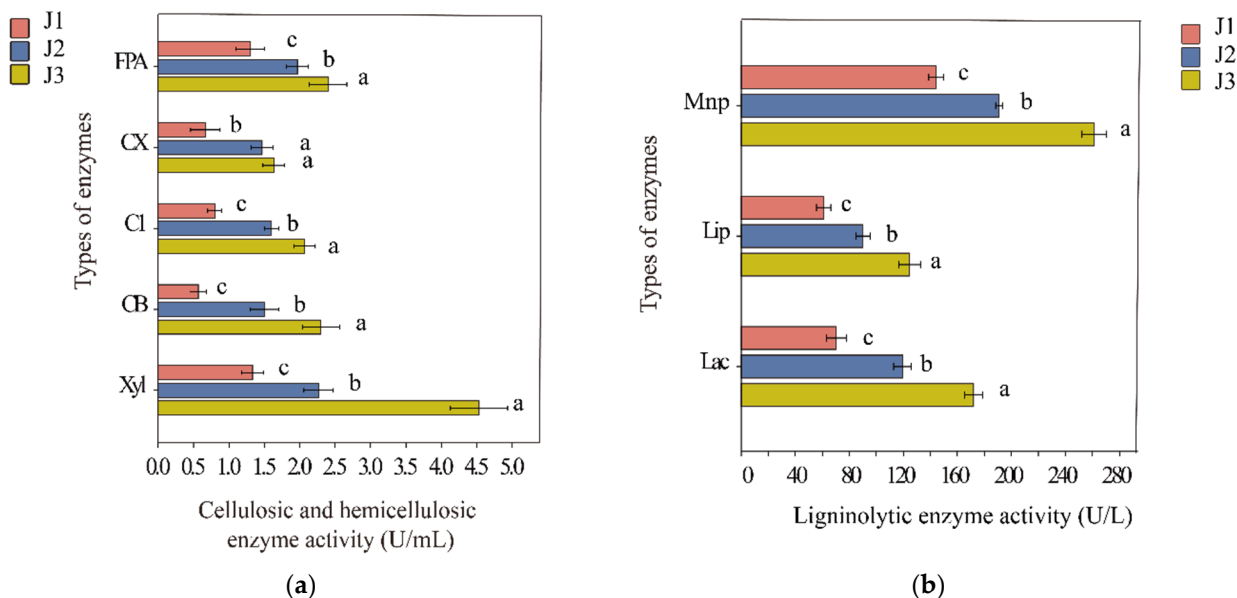 J1
J2
J3
Types of enzymes
FPA
c
b
a
CX
b
a
a
C1
c
b
a
CB
c
b
a
Xyl
c
b
a
0.0 0.5 1.0 1.5 2.0 2.5 3.0 3.5 4.0 4.5 5.0
Cellulosic and hemicellulosic
enzyme activity (U/mL)
(a)
J1
J2
J3
Types of enzymes
Mnp
c
b
a
Lip
c
b
a
Lac
c
b
a
0 40 80 120 160 200 240 280
Ligninolytic enzyme activity (U/L)
(b)